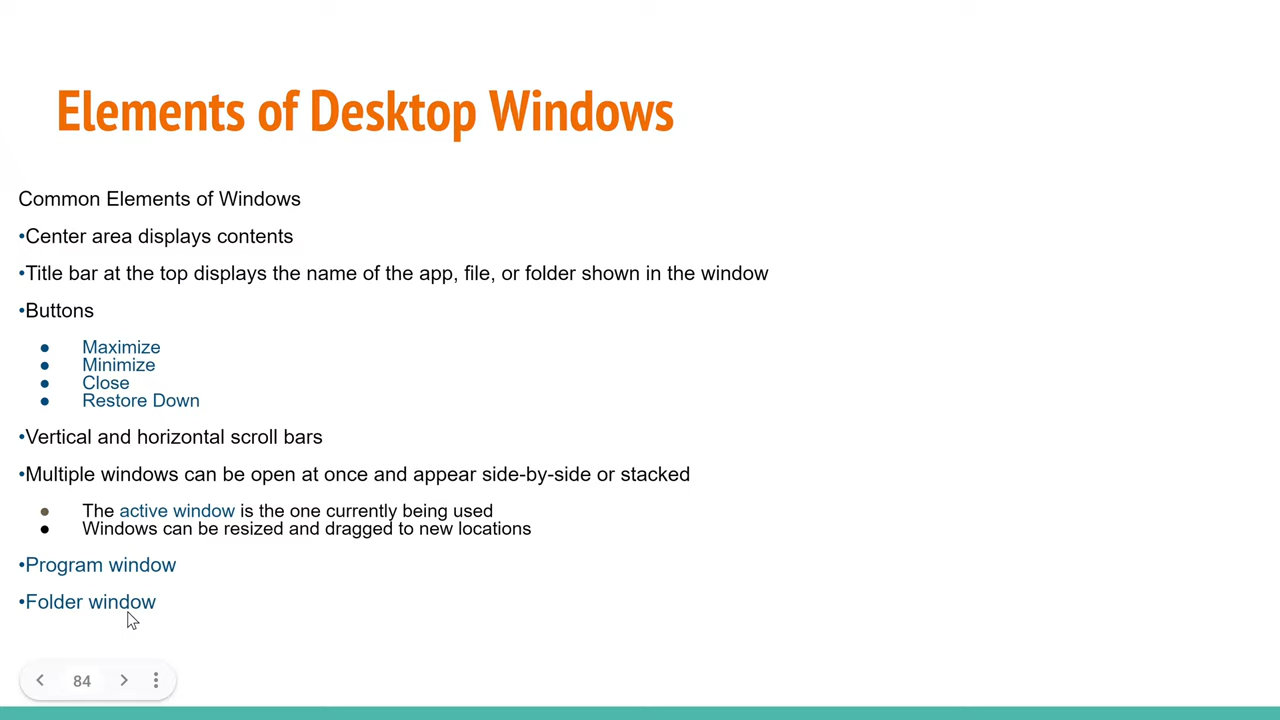 Elements of Desktop Windows
Common Elements of Windows
•Center area displays contents
•Title bar at the top displays the name of the app, file, or folder shown in the window
•Buttons
● Maximize
● Minimize
● Close
● Restore Down
•Vertical and horizontal scroll bars
•Multiple windows can be open at once and appear side-by-side or stacked
● The active window is the one currently being used
● Windows can be resized and dragged to new locations
•Program window
•Folder window
84